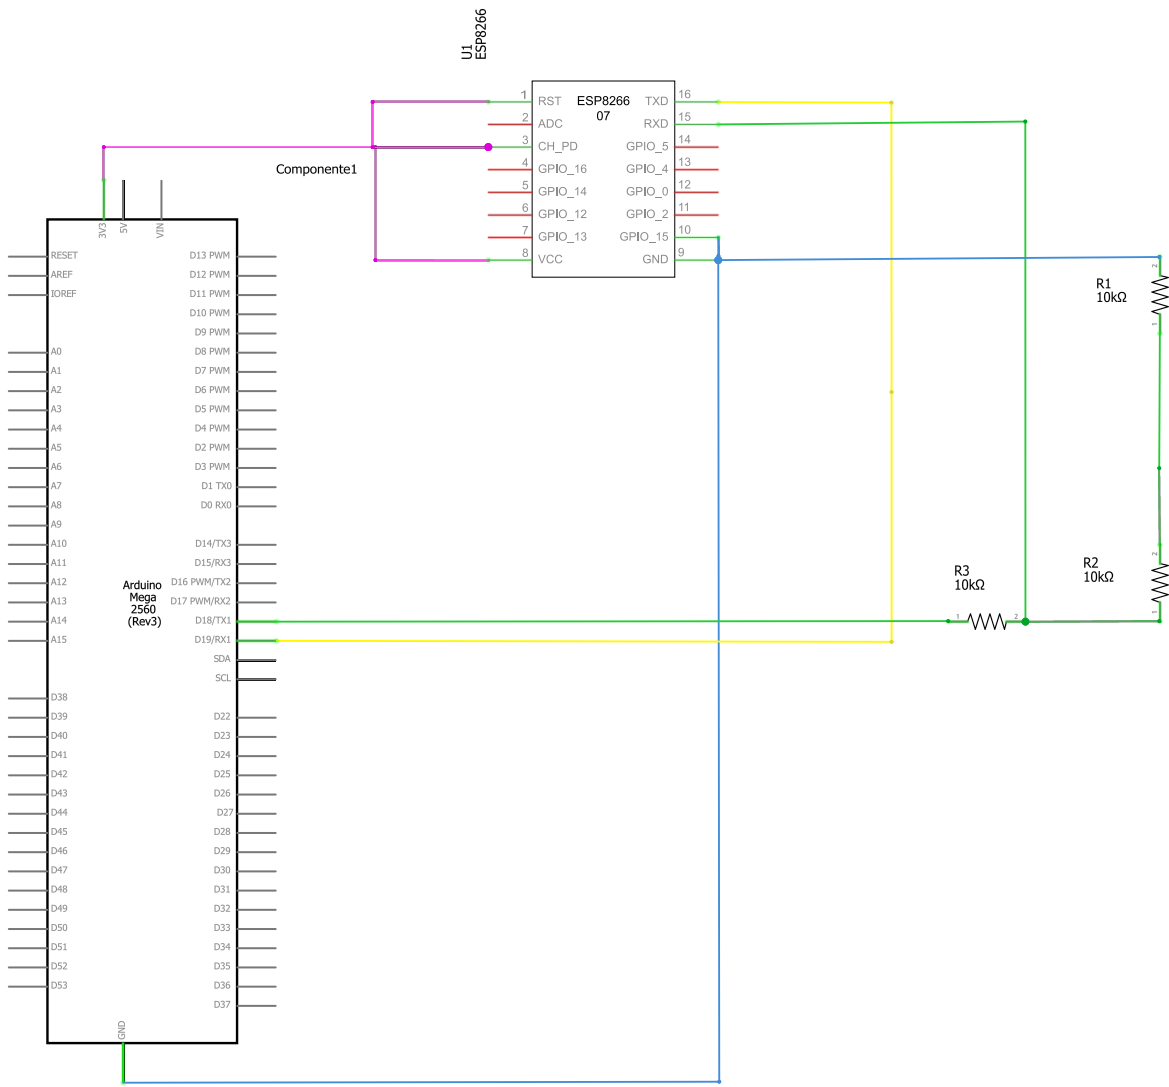 U1
ESP8266
ESP8266
07
1
RST
2
ADC
3
CH_PD
4
GPIO_16
5
GPIO_14
6
GPIO_12
7
GPIO_13
8
VCC
16
TXD
15
RXD
14
GPIO_5
13
GPIO_4
12
GPIO_0
11
GPIO_2
10
GPIO_15
9
GND
Componente1
3V3
5V
VIN
RESET
AREF
IOREF
A0
A1
A2
A3
A4
A5
A6
A7
A8
A9
A10
A11
A12
A13
A14
A15
D38
D39
D40
D41
D42
D43
D44
D45
D46
D47
D48
D49
D50
D51
D52
D53
Arduino
Mega
2560
(Rev3)
D13 PWM
D12 PWM
D11 PWM
D10 PWM
D9 PWM
D8 PWM
D7 PWM
D6 PWM
D5 PWM
D4 PWM
D2 PWM
D3 PWM
D1 TX0
D0 RX0
D14/TX3
D15/RX3
D16 PWM/TX2
D17 PWM/RX2
D18/TX1
D19/RX1
SDA
SCL
D22
D23
D24
D25
D26
D27
D28
D29
D30
D31
D32
D33
D34
D35
D36
D37
GND
R1
10kΩ
2
1
R2
10kΩ
2
1
R3
10kΩ
1
2